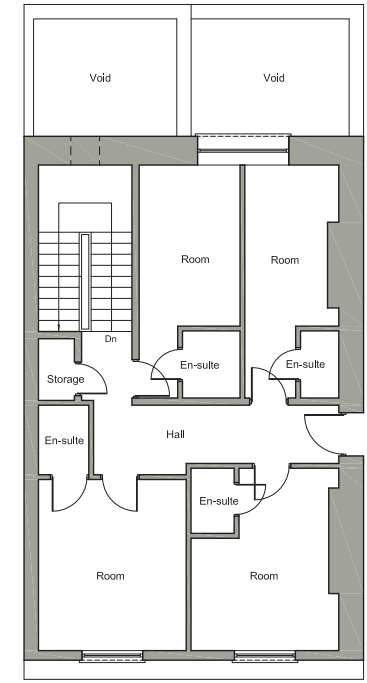 Void
Void
Room
Room
Dn
En-suite
En-suite
Storage
En-suite
Hall
En-suite
Room
Room